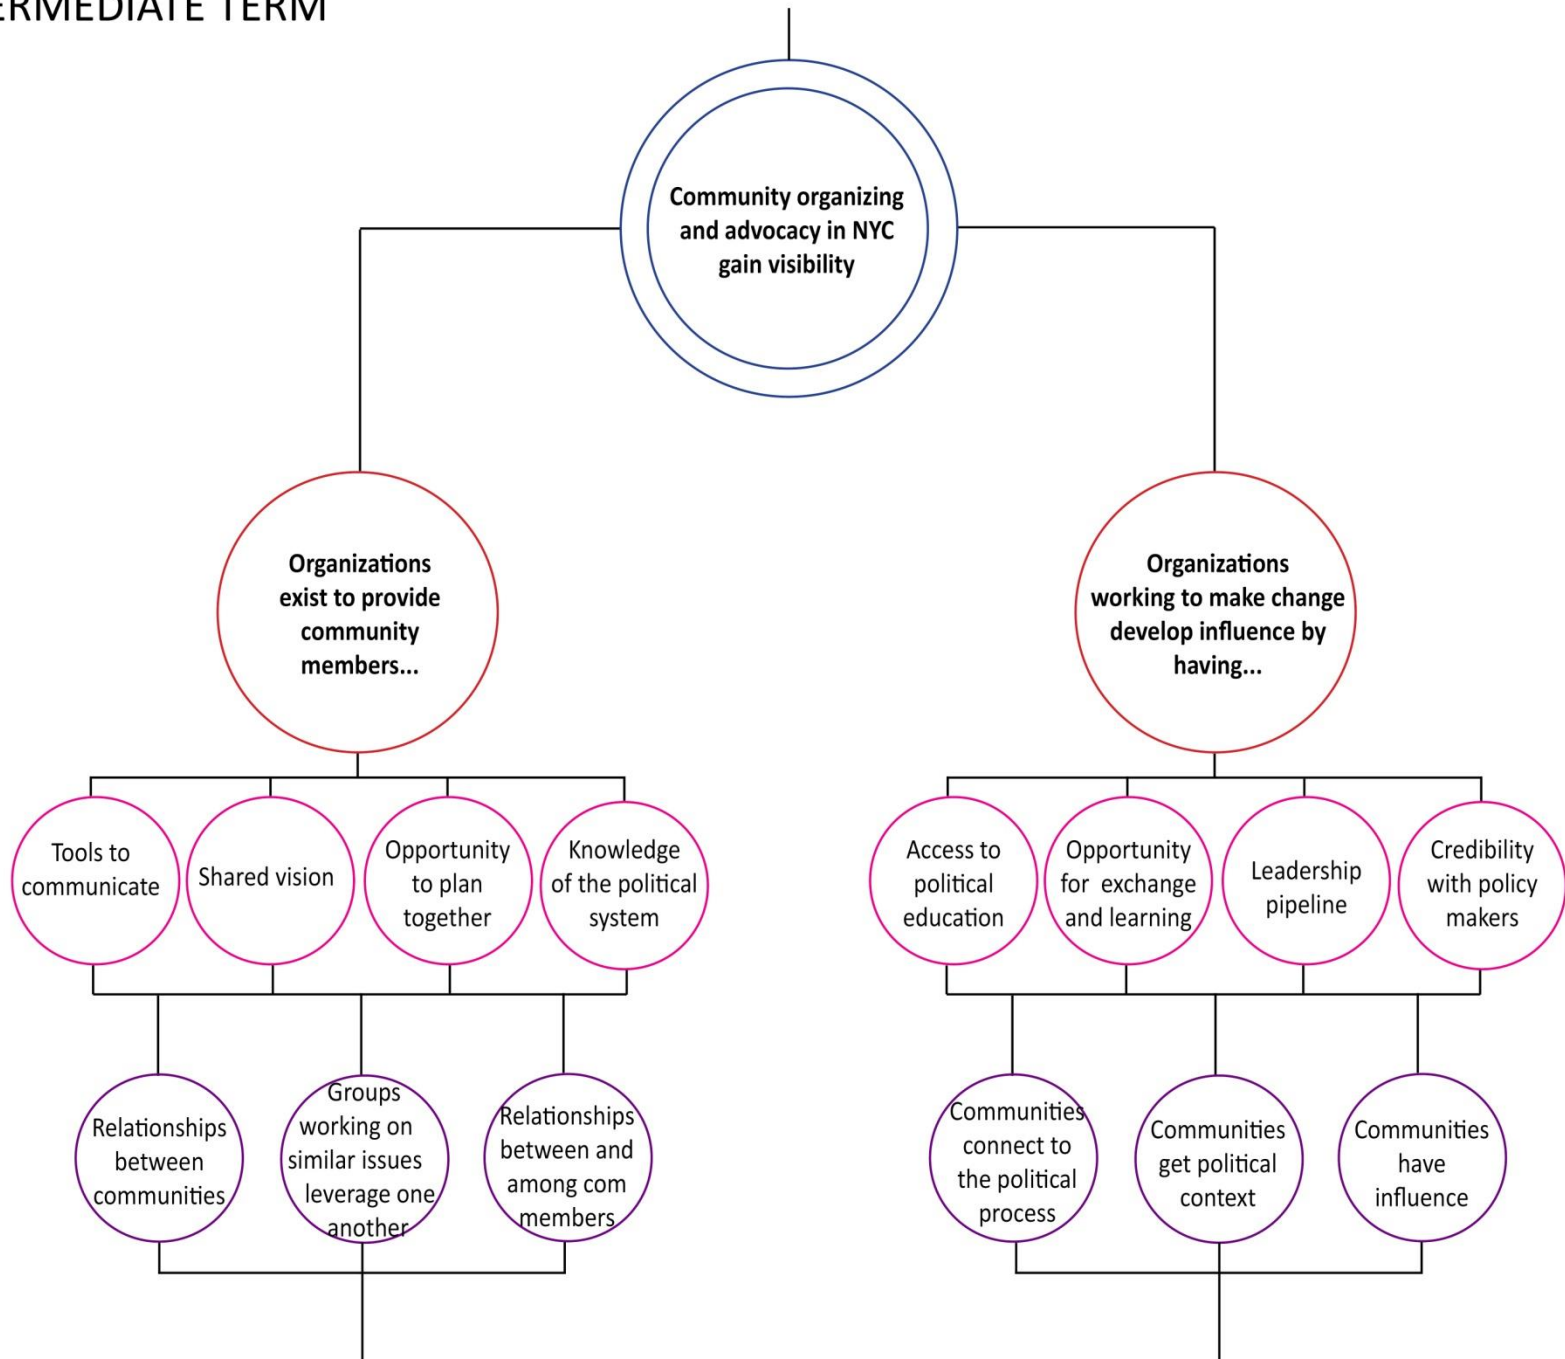 ERMEDIATE TERM
Community organizing
and advocacy in NYC
gain visibility
Organizations
exist to provide
community
members...
Organizations
working to make change
develop influence by
having...
Tools to
communicate
Shared vision
Opportunity
to plan
together
Knowledge
of the political
system
Access to
political
education
Opportunity
for exchange
and learning
Leadership
pipeline
Credibility
with policy
makers
Relationships
between
communities
Groups
working on
similar issues
leverage one
another
Relationships
between and
among com
members
Communities
connect to
the political
process
Communities
get political
context
Communities
have
influence